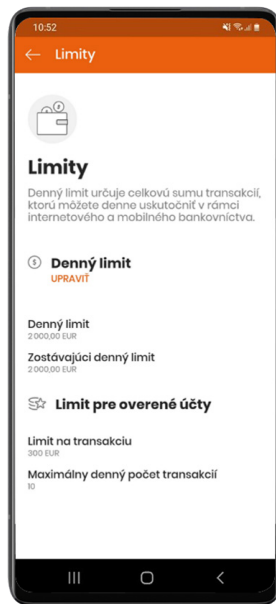 10:52
Limity
Limity
Denný limit určuje celkovú sumu transakcií,
ktorú môžete denne uskutočniť v rámci
internetového a mobilného bankovníctva.
Denný limit
UPRAVIŤ
Denný limit
2 000,00 EUR
Zostávajúci denný limit
2 000,00 EUR
Limit pre overené účty
Limit na transakciu
300 EUR
Maximálny denný počet transakcií
10